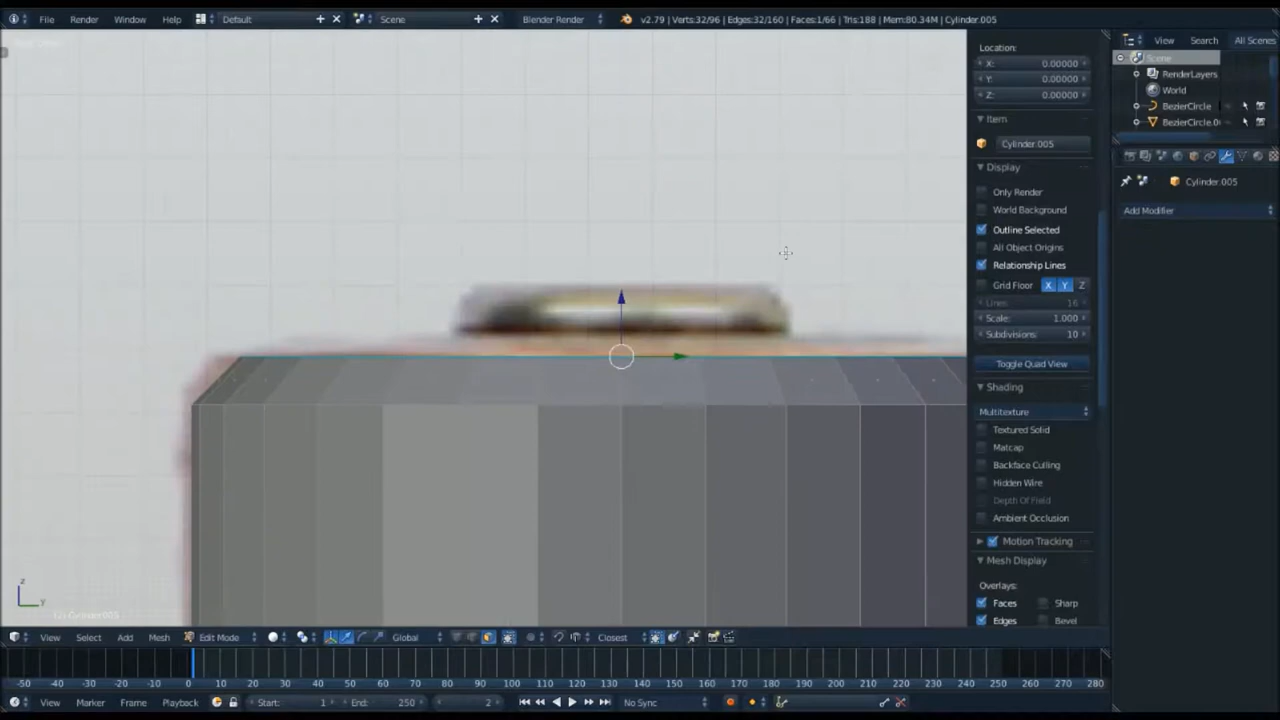 File Render Window Help Default Scene Blender Render v2.79 | Verts:32/96 | Edges:32/160 | Faces:1/66 | Tris:188 | Mem:80.34M | Cylinder.005
View Search All Scenes
Scene
RenderLayers
World
BezierCircle
BezierCircle.0
Cylinder.005
Add Modifier
Location:
X: 0.00000
Y: 0.00000
Z: 0.00000
Item
Cylinder.005
Display
Only Render
World Background
Outline Selected
All Object Origins
Relationship Lines
Grid Floor X Y Z
Lines: 16
Scale: 1.000
Subdivisions: 10
Toggle Quad View
Shading
Multitexture
Textured Solid
Matcap
Backface Culling
Hidden Wire
Depth Of Field
Ambient Occlusion
Motion Tracking
Mesh Display
Overlays:
Faces Sharp
Edges Bevel
z
Y
View Select Add Mesh Edit Mode Global Closest
-50 -40 -30 -20 -10 0 10 20 30 40 50 60 70 80 90 100 110 120 130 140 150 160 170 180 190 200 210 220 230 240 250 260 270 280
View Marker Frame Playback Start: 1 End: 250 2 No Sync